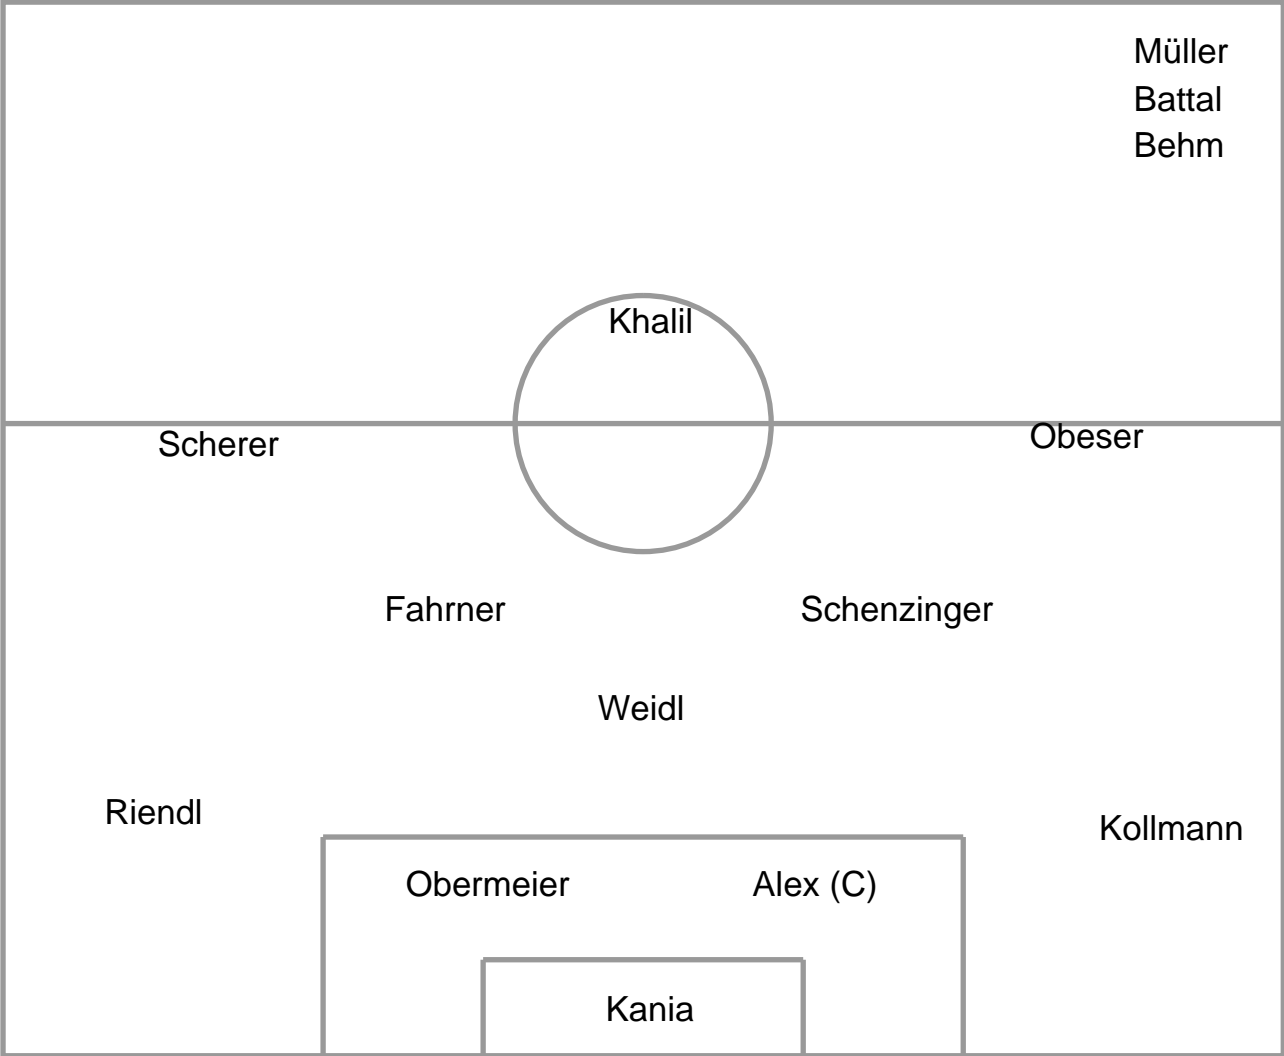 Müller
Battal
Behm
Khalil
Scherer
Obeser
Fahrner
Schenzinger
Weidl
Riendl
Kollmann
Obermeier
Alex (C)
Kania